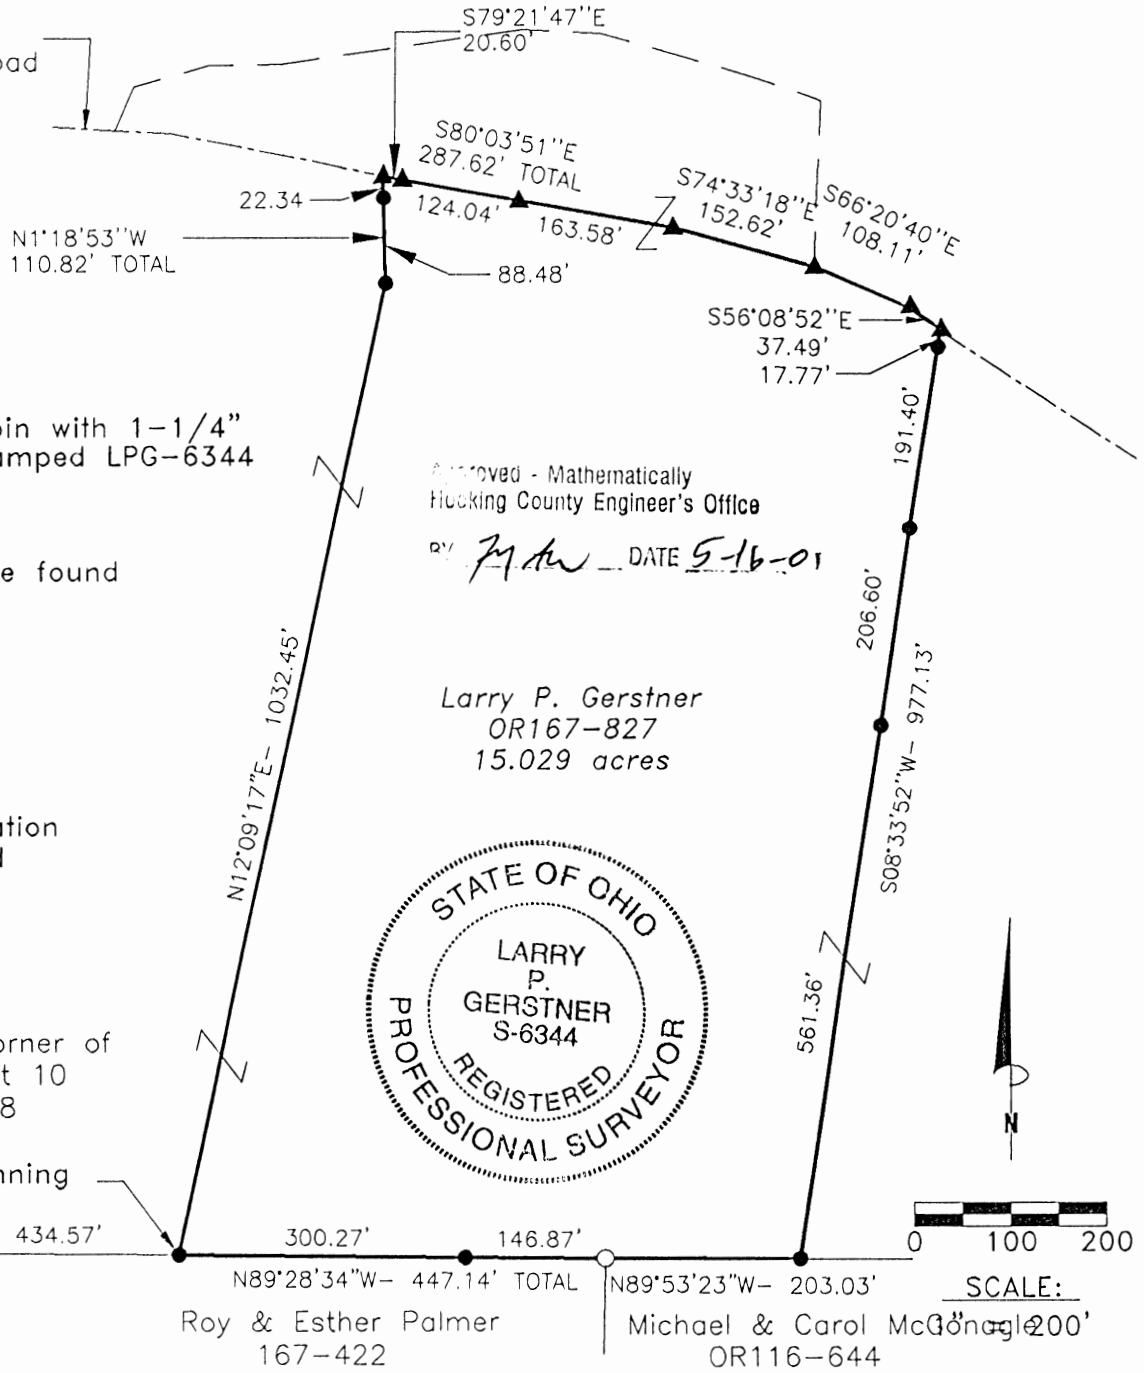 S79°21'47"E
20.60'
S80°03'51"E
287.62' TOTAL
124.04'
163.58'
S74°33'18"E
152.62'
S66°20'40"E
108.11'
22.34
N1°18'53"W
110.82' TOTAL
88.48'
S56°08'52"E
37.49'
17.77'
191.40'
with 1-1/4"
LPG-6344
Approved - Mathematically
Hocking County Engineer's Office
BY DATE 5-16-01
found
206.60'
N12°09'17"E- 1032.45'
S08°33'52"W- 977.13'
Larry P. Gerstner
OR167-827
15.029 acres
STATE OF OHIO
LARRY
P.
GERSTNER
S-6344
REGISTERED
PROFESSIONAL SURVEYOR
561.36'
of
10
8
N
434.57'
300.27'
146.87'
N89°28'34"W- 447.14' TOTAL
N89°53'23"W- 203.03'
0 100 200
SCALE:
1" = 200'
Roy & Esther Palmer
167-422
Michael & Carol McGonagle
OR116-644